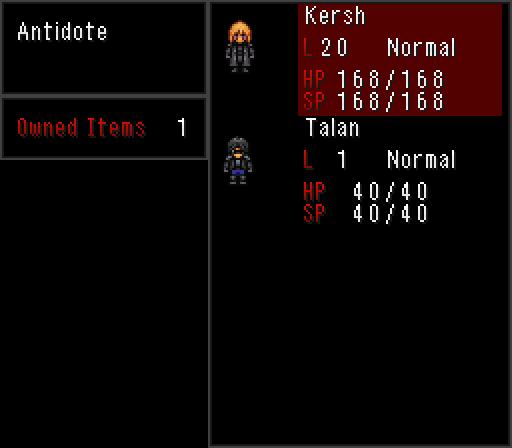 Antidote
Owned Items 1
Kersh
L 20 Normal
HP 168/168
SP 168/168
Talan
L 1 Normal
HP 40/40
SP 40/40